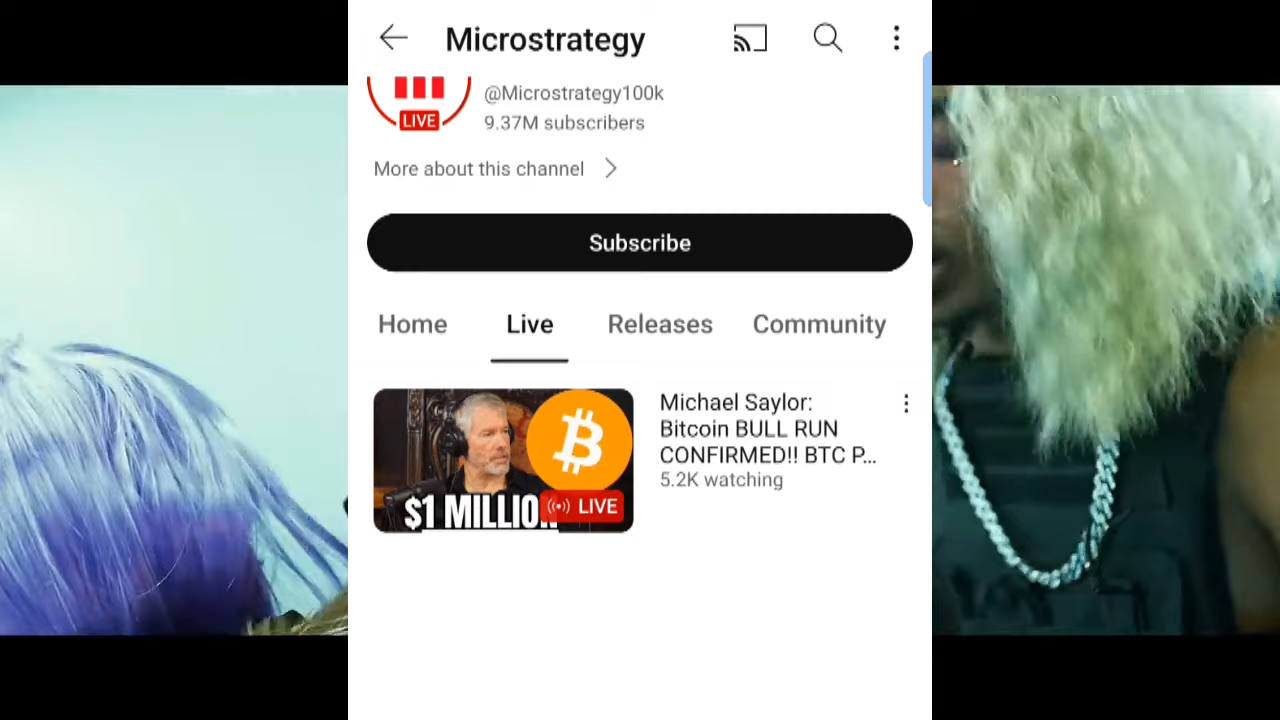 Microstrategy
LIVE
@Microstrategy100k
9.37M subscribers
More about this channel
Subscribe
Home Live Releases Community
$1 MILLIO
LIVE
Michael Saylor:
Bitcoin BULL RUN
CONFIRMED!! BTC P...
5.2K watching